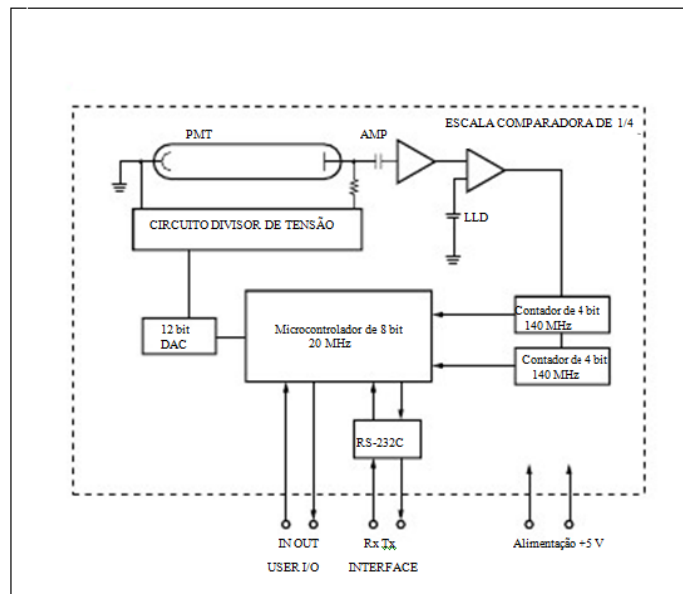 ESCALA COMPARADORA DE 1/4
PMT
AMP
LLD
CIRCUITO DIVISOR DE TENSÃO
12 bit
DAC
Microcontrolador de 8 bit
20 MHz
Contador de 4 bit
140 MHz
Contador de 4 bit
140 MHz
RS-232C
IN OUT
USER I/O
Rx Tx
INTERFACE
Alimentação +5 V